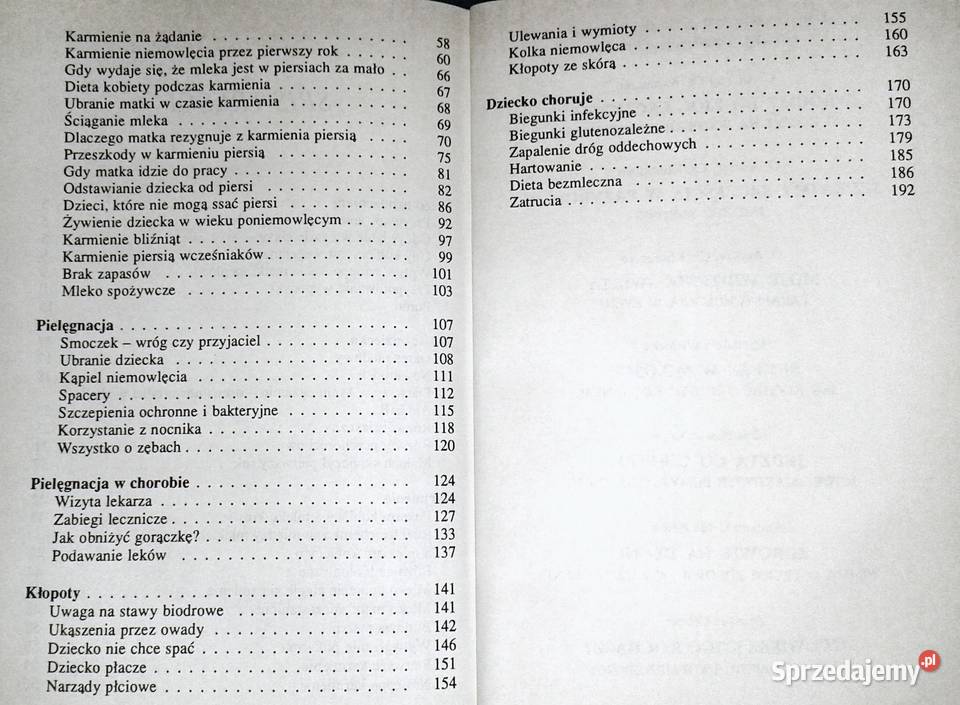 Karmienie na żądanie . . . . . . . . . . . . . . . . . 58
Karmienie niemowlęcia przez pierwszy rok . . . . 60
Gdy wydaje się, że mleka jest w piersiach za mało . . 66
Dieta kobiety podczas karmienia . . . . . . . . . . 67
Ubranie matki w czasie karmienia . . . . . . . . . 68
Ściąganie mleka . . . . . . . . . . . . . . . . . . 69
Dlaczego matka rezygnuje z karmienia piersią . . . 70
Przeszkody w karmieniu piersią . . . . . . . . . . 75
Gdy matka idzie do pracy . . . . . . . . . . . . . 81
Odstawianie dziecka od piersi . . . . . . . . . . . 82
Dzieci, które nie mogą ssać piersi . . . . . . . . . 86
Żywienie dziecka w wieku poniemowlęcym . . . . 92
Karmienie bliźniąt . . . . . . . . . . . . . . . . . 97
Karmienie piersią wcześniaków . . . . . . . . . . . 99
Brak zapasów . . . . . . . . . . . . . . . . . . 101
Mleko spożywcze . . . . . . . . . . . . . . . . . 103
Pielęgnacja . . . . . . . . . . . . . . . . . . . . . 107
Smoczek – wróg czy przyjaciel . . . . . . . . . . . 107
Ubranie dziecka . . . . . . . . . . . . . . . . . 108
Kąpiel niemowlęcia . . . . . . . . . . . . . . . . 111
Spacery . . . . . . . . . . . . . . . . . . . . . 112
Szczepienia ochronne i bakteryjne . . . . . . . . . 115
Korzystanie z nocnika . . . . . . . . . . . . . . . 118
Wszystko o zębach . . . . . . . . . . . . . . . . . 120
Pielęgnacja w chorobie . . . . . . . . . . . . . . . . 124
Wizyta lekarza . . . . . . . . . . . . . . . . . . 124
Zabiegi lecznicze . . . . . . . . . . . . . . . . . 127
Jak obniżyć gorączkę? . . . . . . . . . . . . . . . 133
Podawanie leków . . . . . . . . . . . . . . . . . 137
Kłopoty . . . . . . . . . . . . . . . . . . . . . . . 141
Uwaga na stawy biodrowe . . . . . . . . . . . . . 141
Ukąszenia przez owady . . . . . . . . . . . . . . 142
Dziecko nie chce spać . . . . . . . . . . . . . . . 146
Dziecko płacze . . . . . . . . . . . . . . . . . . 151
Narządy płciowe . . . . . . . . . . . . . . . . . 154
Ulewania i wymioty . . . . . . . . . . . . . . . . 155
Kolka niemowlęca . . . . . . . . . . . . . . . . . 160
Kłopoty ze skórą . . . . . . . . . . . . . . . . . 163
Dziecko choruje . . . . . . . . . . . . . . . . . . . 170
Biegunki infekcyjne . . . . . . . . . . . . . . . . 170
Biegunki glutenozależne . . . . . . . . . . . . . . 173
Zapalenie dróg oddechowych . . . . . . . . . . . . 179
Hartowanie . . . . . . . . . . . . . . . . . . . . 185
Dieta bezmleczna . . . . . . . . . . . . . . . . . 186
Zatrucia . . . . . . . . . . . . . . . . . . . . . 192
Sprzedajemy.pl